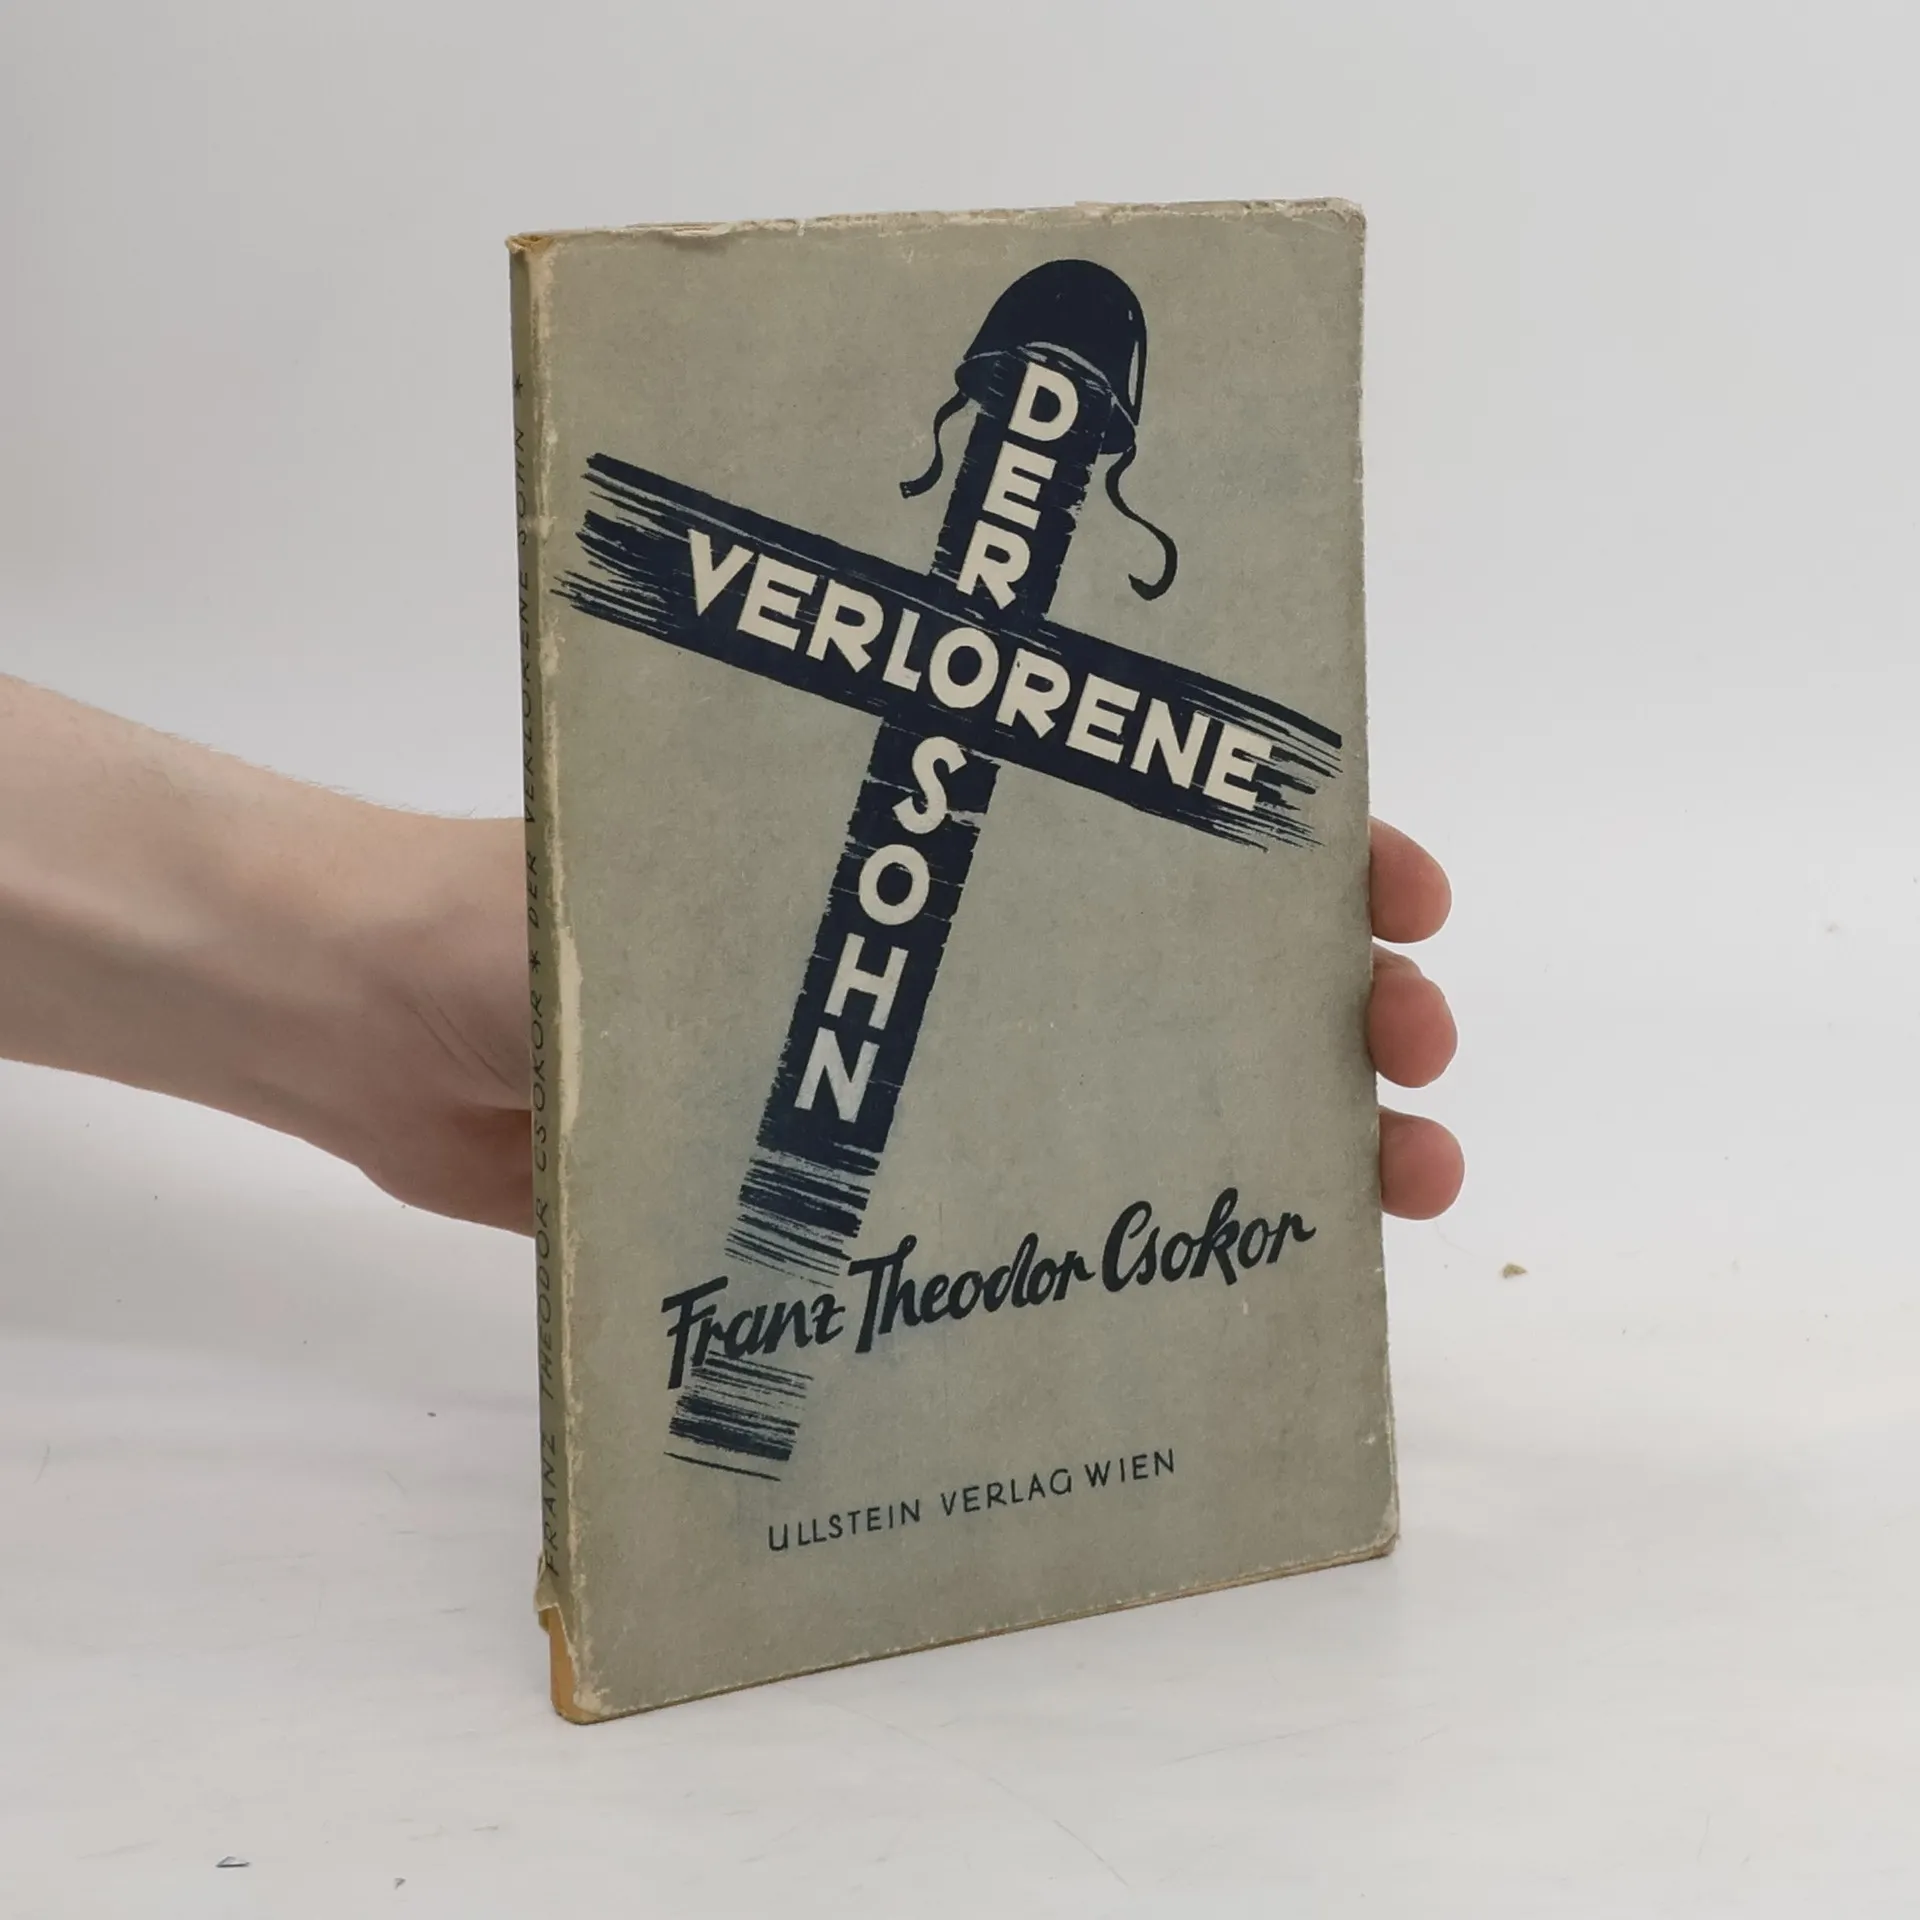 DER
VERLORENE
SOHN
Franz Theodor Csokor
ULLSTEIN VERLAG WIEN
FRANZ THEODOR CSOKOR * DER VERLORENE SOHN *